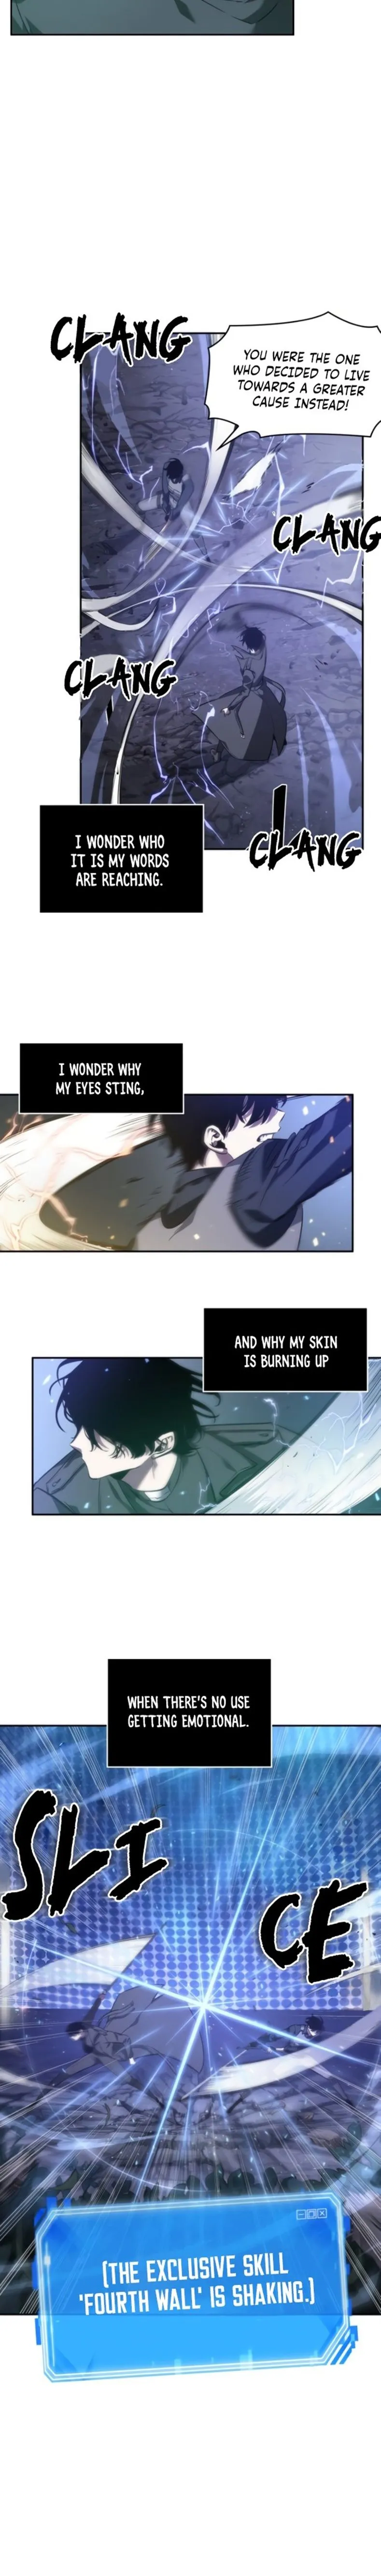 CLANG
YOU WERE THE ONE
WHO DECIDED TO LIVE
TOWARDS A GREATER
CAUSE INSTEAD!
CLANG
CLANG
CLANG
I WONDER WHO
IT IS MY WORDS
ARE REACHING.
I WONDER WHY
MY EYES STING,
AND WHY MY SKIN
IS BURNING UP
WHEN THERE'S NO USE
GETTING EMOTIONAL.
SLICE
(THE EXCLUSIVE SKILL
'FOURTH WALL' IS SHAKING.)